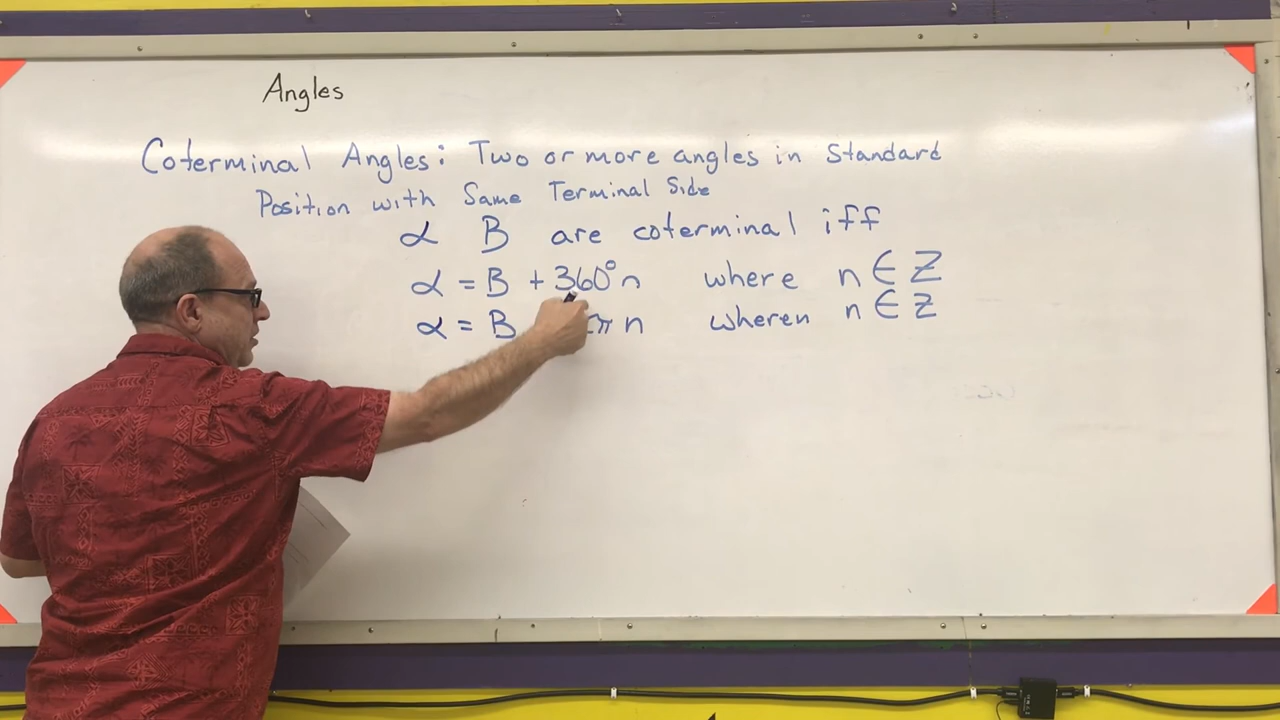 Angles
Coterminal Angles: Two or more angles in Standard
Position with Same Terminal Side
α B are coterminal iff
α = B + 360° n where n ∈ Z
α = B π n wheren n ∈ Z